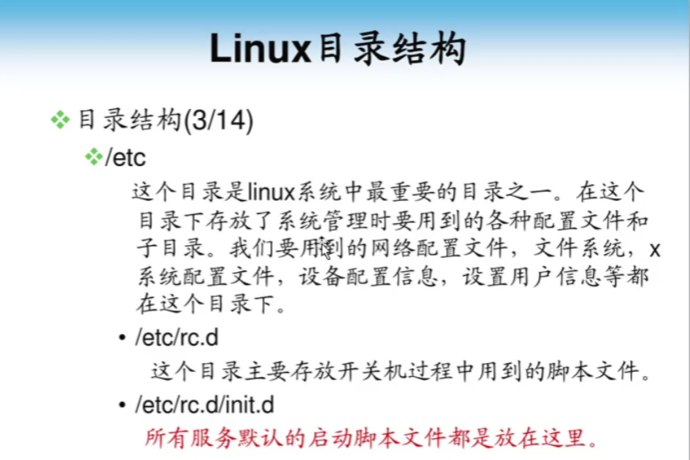 Linux目录结构
目录结构(3/14)
/etc
这个目录是linux系统中最重要的目录之一。在这个
目录下存放了系统管理时要用到的各种配置文件和
子目录。我们要用到的网络配置文件，文件系统，x
系统配置文件，设备配置信息，设置用户信息等都
在这个目录下。
• /etc/rc.d
这个目录主要存放开关机过程中用到的脚本文件。
• /etc/rc.d/init.d
所有服务默认的启动脚本文件都是放在这里。